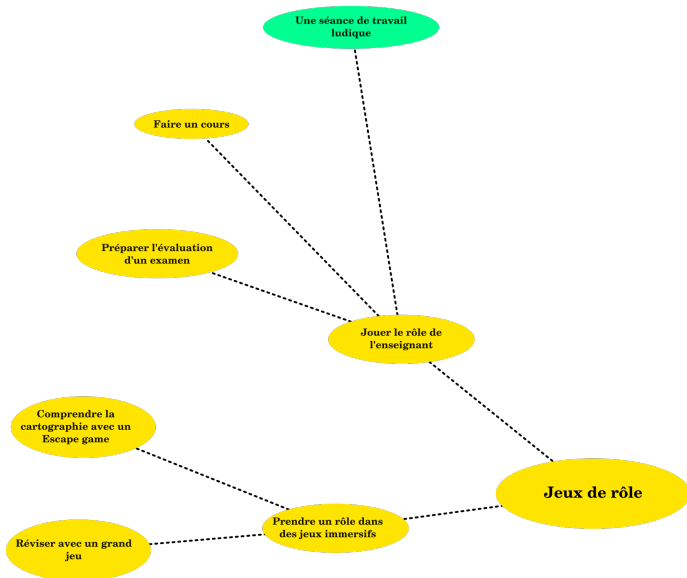 Une séance de travail
ludique
Faire un cours
Préparer l'évaluation
d'un examen
Jouer le rôle de
l'enseignant
Comprendre la
cartographie avec un
Escape game
Jeux de rôle
Prendre un rôle dans
des jeux immersifs
Réviser avec un grand
jeu